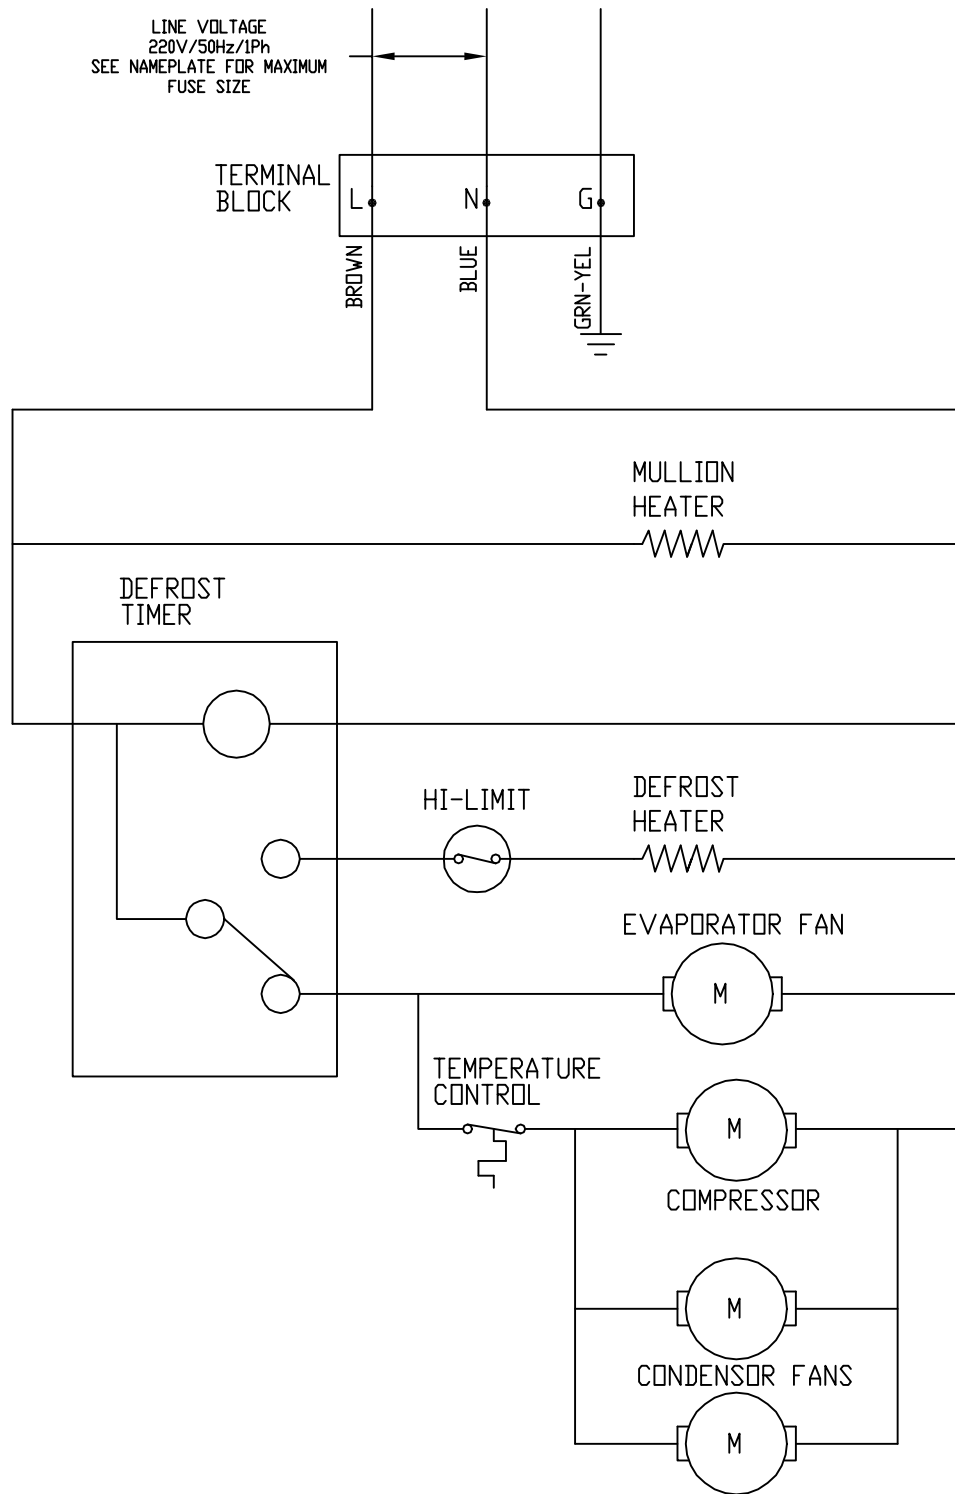 LINE VOLTAGE
220V/50Hz/1Ph
SEE NAMEPLATE FOR MAXIMUM
FUSE SIZE
TERMINAL
BLOCK
L
N
G
BROWN
BLUE
GRN-YEL
MULLION
HEATER
DEFROST
TIMER
HI-LIMIT
DEFROST
HEATER
EVAPORATOR FAN
M
TEMPERATURE
CONTROL
M
COMPRESSOR
M
CONDENSOR FANS
M